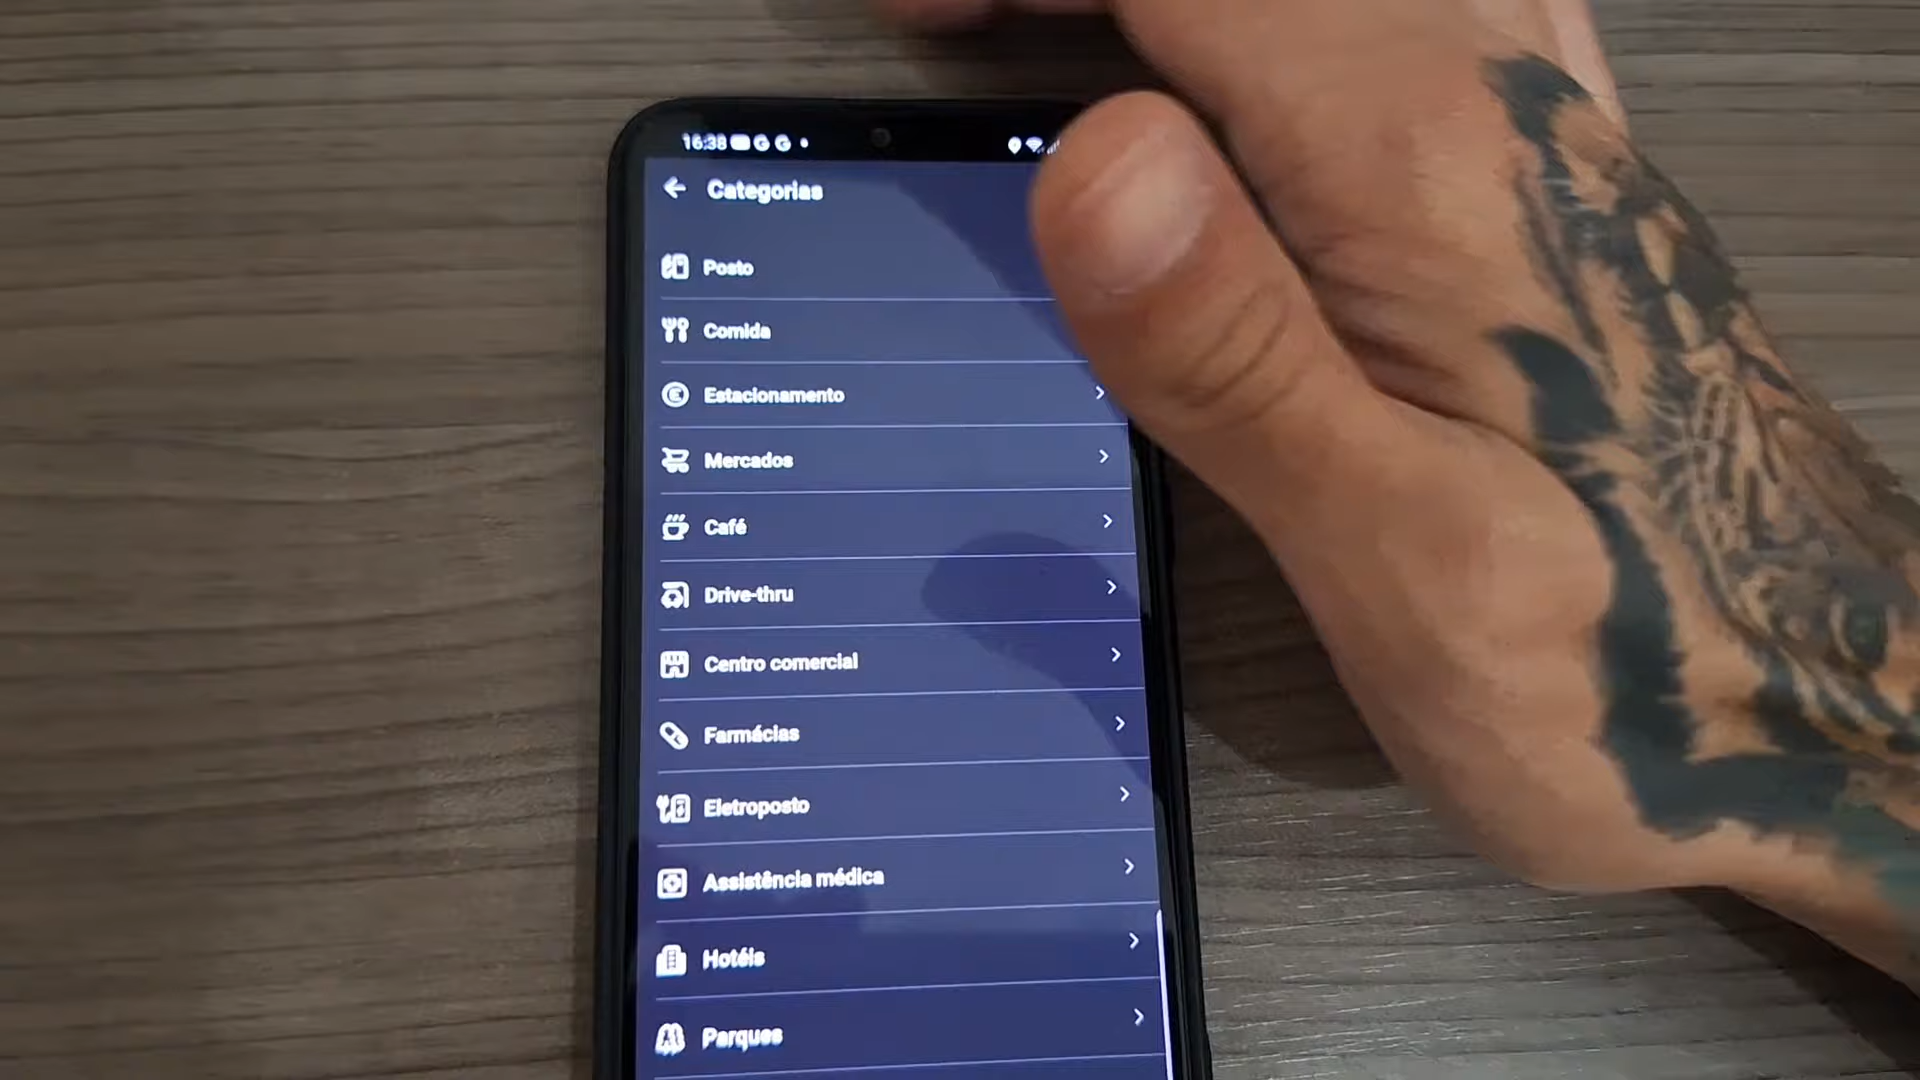 16:38
Categorias
Posto
Comida
Estacionamento
Mercados
Café
Drive-thru
Centro comercial
Farmácias
Eletroposto
Assistência médica
Hotéis
Parques